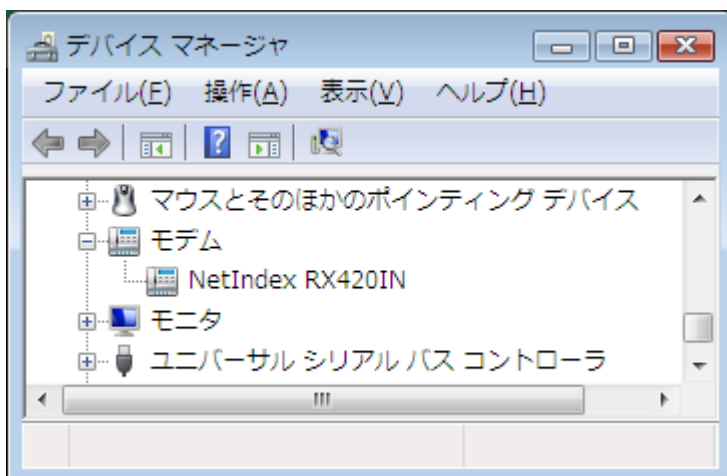 デバイス マネージャ
ファイル(F) 操作(A) 表示(V) ヘルプ(H)
?
マウスとそのほかのポインティング デバイス
モデム
NetIndex RX420IN
モニタ
ユニバーサル シリアル バス コントローラ